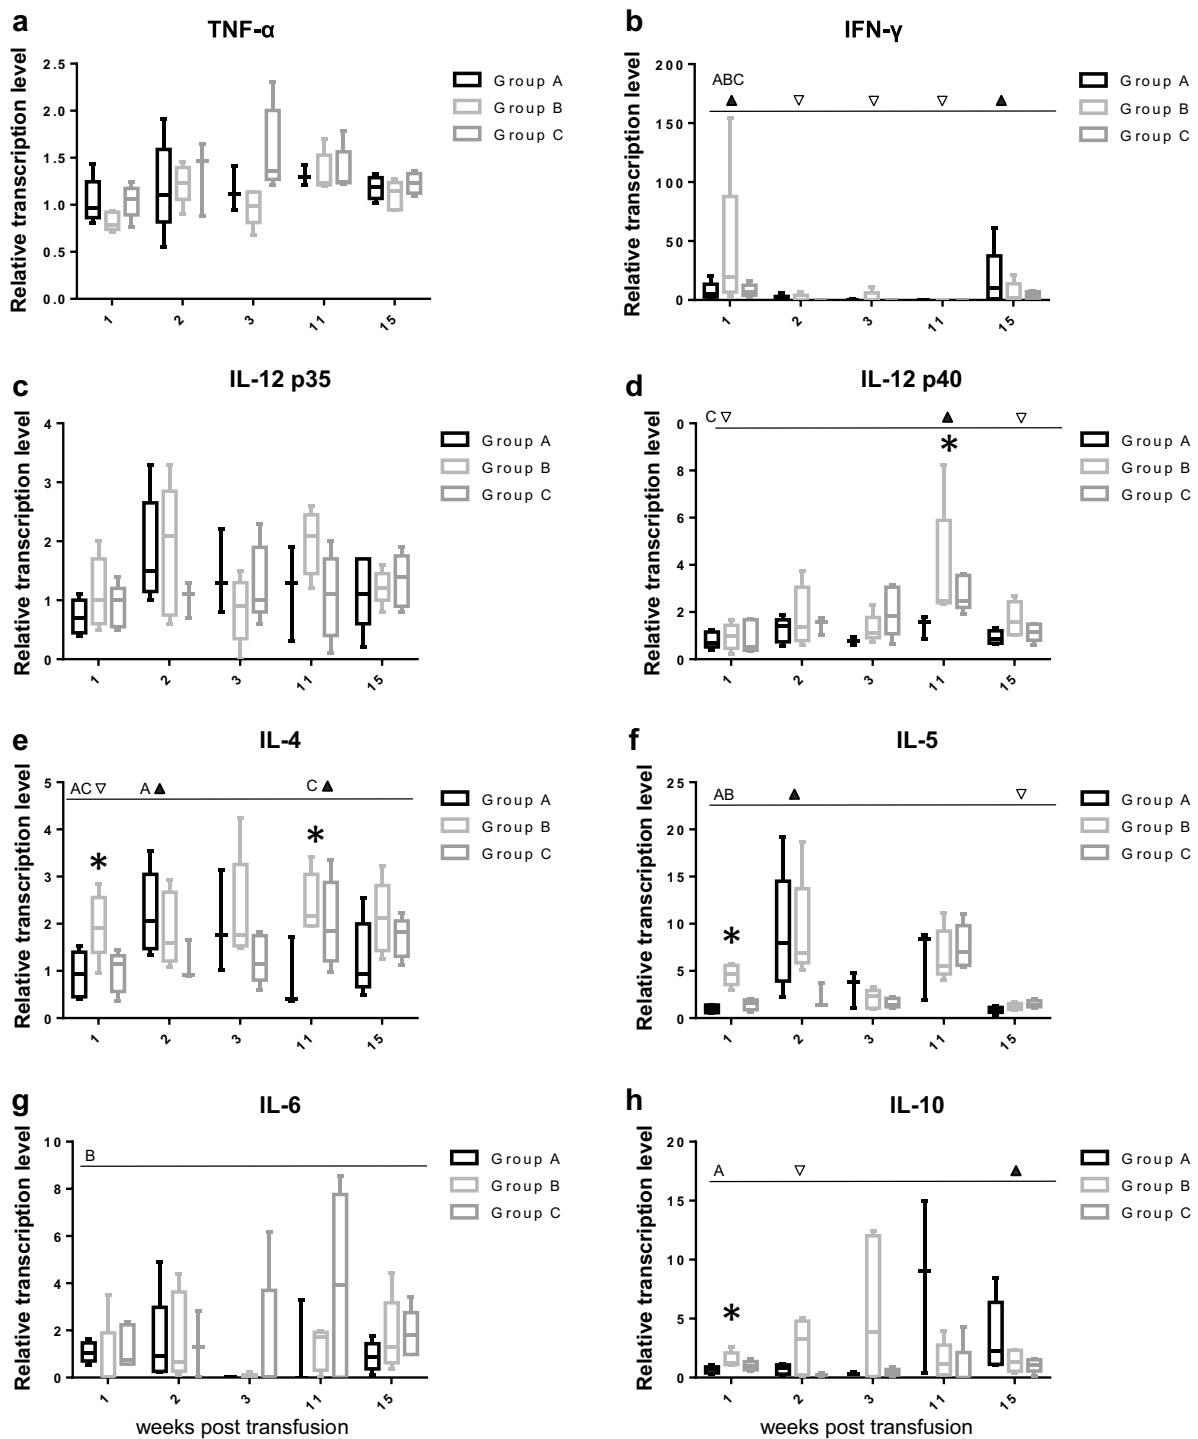 a
TNF-α
Relative transcription level
2.5
2.0
1.5
1.0
0.5
0.0
1
2
3
11
15
Group A
Group B
Group C
b
IFN-γ
Relative transcription level
200
150
100
50
0
ABC
▲ ▽ ▽ ▽ ▲
1
2
3
11
15
Group A
Group B
Group C
c
IL-12 p35
Relative transcription level
4
3
2
1
0
1
2
3
11
15
Group A
Group B
Group C
d
IL-12 p40
Relative transcription level
0
8
6
4
2
0
C ▽ ▲ ▽
*
1
2
3
11
15
Group A
Group B
Group C
e
IL-4
Relative transcription level
5
4
3
2
1
0
AC ▽ A ▲ C ▲
* *
1
2
3
11
15
Group A
Group B
Group C
f
IL-5
Relative transcription level
25
20
15
10
5
0
AB ▲ ▽
*
1
2
3
11
15
Group A
Group B
Group C
g
IL-6
Relative transcription level
10
8
6
4
2
0
B
1
2
3
11
15
weeks post transfusion
Group A
Group B
Group C
h
IL-10
Relative transcription level
20
15
10
5
0
A ▽ ▲
*
1
2
3
11
15
weeks post transfusion
Group A
Group B
Group C